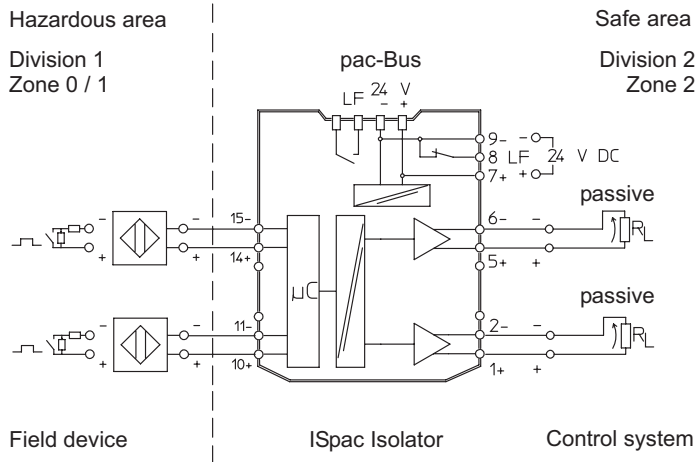 Hazardous area
Safe area
Division 1
Zone 0 / 1
pac-Bus
Division 2
Zone 2
LF 24 V
- +
9- -
8 LF 24 V DC
7+ +
passive
- - 15- 6- - RL
+ + 14+ 5+ +
µC
passive
- - 11- 2- - RL
+ + 10+ 1+ +
Field device
ISpac Isolator
Control system